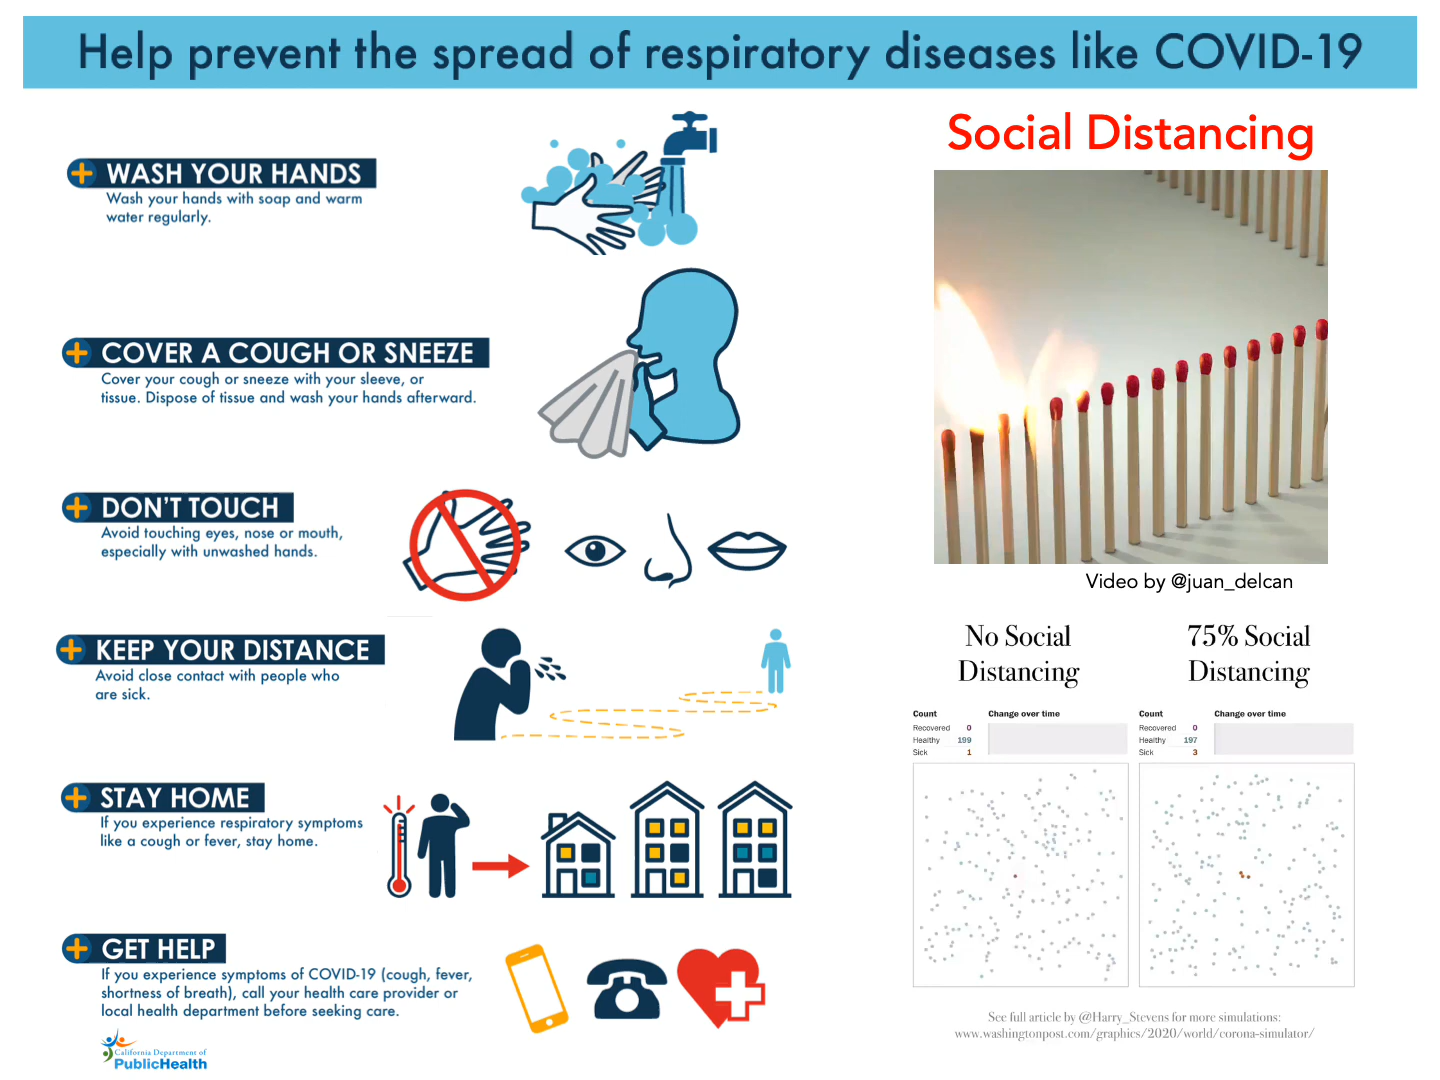 Help prevent the spread of respiratory diseases like COVID-19
WASH YOUR HANDS
Wash your hands with soap and warm
water regularly.
COVER A COUGH OR SNEEZE
Cover your cough or sneeze with your sleeve, or
tissue. Dispose of tissue and wash your hands afterward.
DON'T TOUCH
Avoid touching eyes, nose or mouth,
especially with unwashed hands.
KEEP YOUR DISTANCE
Avoid close contact with people who
are sick.
STAY HOME
If you experience respiratory symptoms
like a cough or fever, stay home.
GET HELP
If you experience symptoms of COVID-19 (cough, fever,
shortness of breath), call your health care provider or
local health department before seeking care.
California Department of
PublicHealth
Social Distancing
Video by @juan_delcan
No Social
Distancing
Count
Change over time
Recovered 0
Healthy 199
Sick 1
75% Social
Distancing
Count
Change over time
Recovered 0
Healthy 197
Sick 3
See full article by @Harry_Stevens for more simulations:
www.washingtonpost.com/graphics/2020/world/corona-simulator/